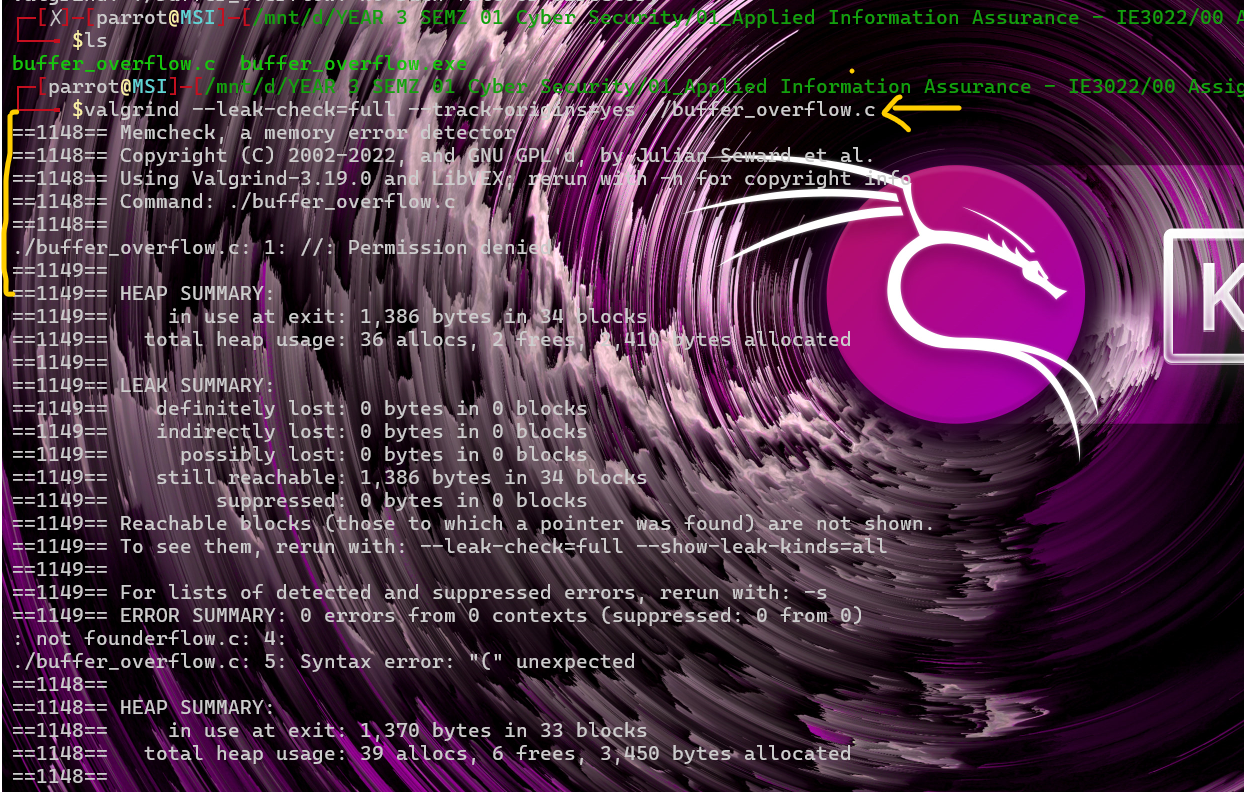 ┌─[✗]─[parrot@MSI]─[/mnt/d/YEAR 3 SEMZ 01 Cyber Security/01_Applied Information Assurance - IE3022/00 A
└──╼ $ls
buffer_overflow.c  buffer_overflow.exe
┌─[parrot@MSI]─[/mnt/d/YEAR 3 SEMZ 01 Cyber Security/01_Applied Information Assurance - IE3022/00 Assig
└──╼ $valgrind --leak-check=full --track-origins=yes ./buffer_overflow.c
==1148== Memcheck, a memory error detector
==1148== Copyright (C) 2002-2022, and GNU GPL'd, by Julian Seward et al.
==1148== Using Valgrind-3.19.0 and LibVEX; rerun with -h for copyright info
==1148== Command: ./buffer_overflow.c
==1148==
./buffer_overflow.c: 1: //: Permission denied
==1149==
==1149== HEAP SUMMARY:
==1149==     in use at exit: 1,386 bytes in 34 blocks
==1149==   total heap usage: 36 allocs, 2 frees, 3,410 bytes allocated
==1149==
==1149== LEAK SUMMARY:
==1149==    definitely lost: 0 bytes in 0 blocks
==1149==    indirectly lost: 0 bytes in 0 blocks
==1149==      possibly lost: 0 bytes in 0 blocks
==1149==    still reachable: 1,386 bytes in 34 blocks
==1149==         suppressed: 0 bytes in 0 blocks
==1149== Reachable blocks (those to which a pointer was found) are not shown.
==1149== To see them, rerun with: --leak-check=full --show-leak-kinds=all
==1149==
==1149== For lists of detected and suppressed errors, rerun with: -s
==1149== ERROR SUMMARY: 0 errors from 0 contexts (suppressed: 0 from 0)
: not founderflow.c: 4:
./buffer_overflow.c: 5: Syntax error: "(" unexpected
==1148==
==1148== HEAP SUMMARY:
==1148==     in use at exit: 1,370 bytes in 33 blocks
==1148==   total heap usage: 39 allocs, 6 frees, 3,450 bytes allocated
==1148==
K